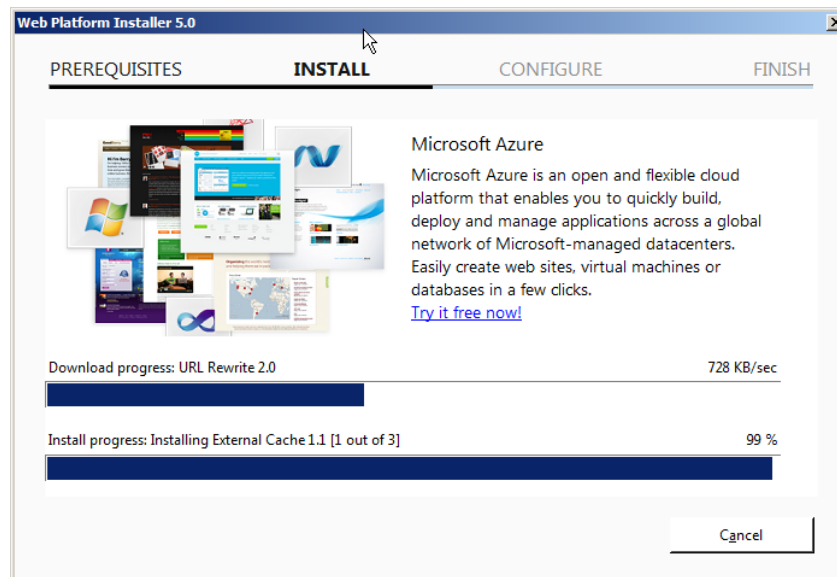 Web Platform Installer 5.0
PREREQUISITES INSTALL CONFIGURE FINISH
Microsoft Azure
Microsoft Azure is an open and flexible cloud
platform that enables you to quickly build,
deploy and manage applications across a global
network of Microsoft-managed datacenters.
Easily create web sites, virtual machines or
databases in a few clicks.
Try it free now!
Download progress: URL Rewrite 2.0 728 KB/sec
Install progress: Installing External Cache 1.1 [1 out of 3] 99 %
Cancel